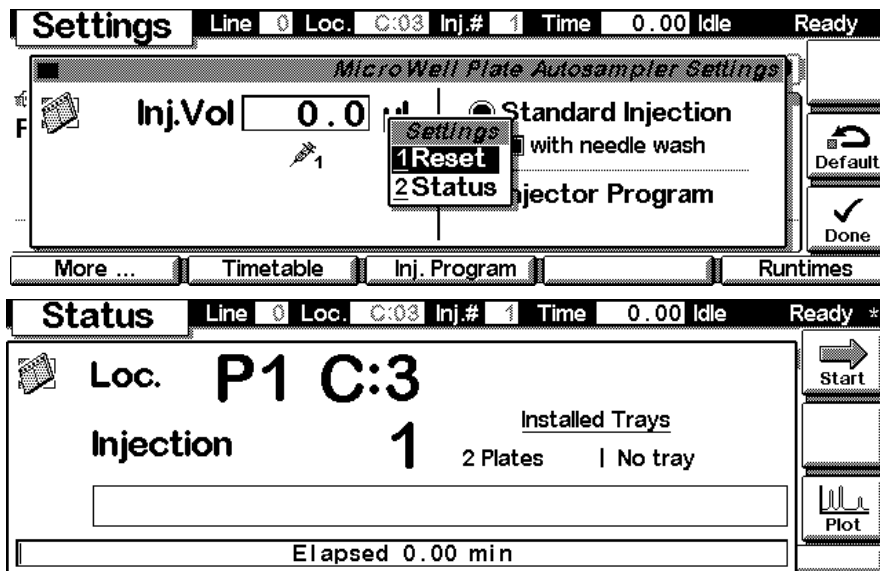 Settings Line 0 Loc. C:03 Inj.# 1 Time 0.00 Idle Ready
MicroWell Plate Autosampler Settings
F Inj.Vol 0.0 Standard Injection
Settings
with needle wash
1
1 Reset
Default
2 Status
jector Program
Done
More ... Timetable Inj. Program Runtimes
Status Line 0 Loc. C:03 Inj.# 1 Time 0.00 Idle Ready *
Loc. P1 C:3
Start
Installed Trays
Injection 1
2 Plates No tray
Plot
Elapsed 0.00 min